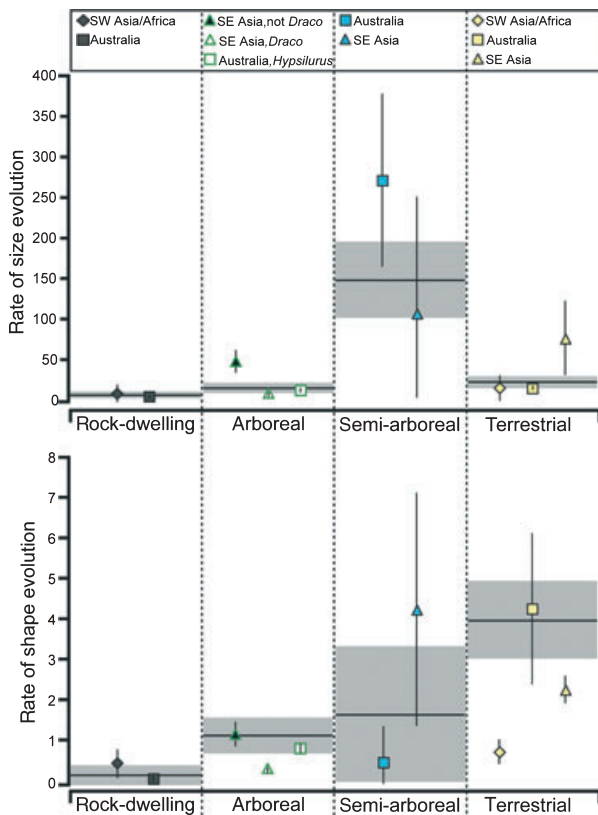 SW Asia/Africa
Australia
SE Asia,not Draco
SE Asia,Draco
Australia,Hypsilurus
Australia
SE Asia
SW Asia/Africa
Australia
SE Asia
Rate of size evolution
400
350
300
250
200
150
100
50
0
Rock-dwelling Arboreal Semi-arboreal Terrestrial
Rate of shape evolution
8
7
6
5
4
3
2
1
0
Rock-dwelling Arboreal Semi-arboreal Terrestrial